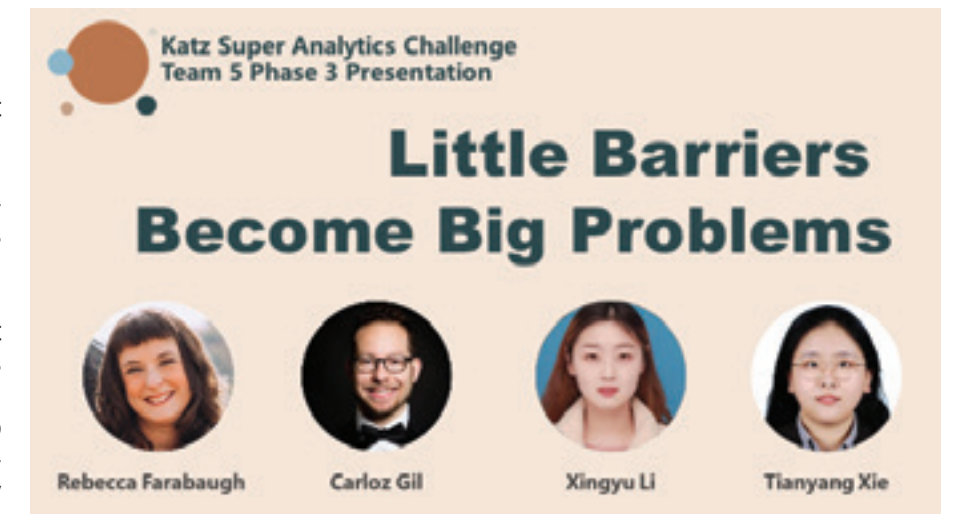 Katz Super Analytics Challenge
Team 5 Phase 3 Presentation
Little Barriers
Become Big Problems
Rebecca Farabaugh
Carloz Gil
Xingyu Li
Tianyang Xie